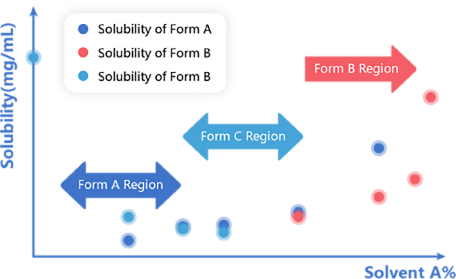 Solubility(mg/mL)
Solubility of Form A
Solubility of Form B
Solubility of Form B
Form B Region
Form C Region
Form A Region
Solvent A%